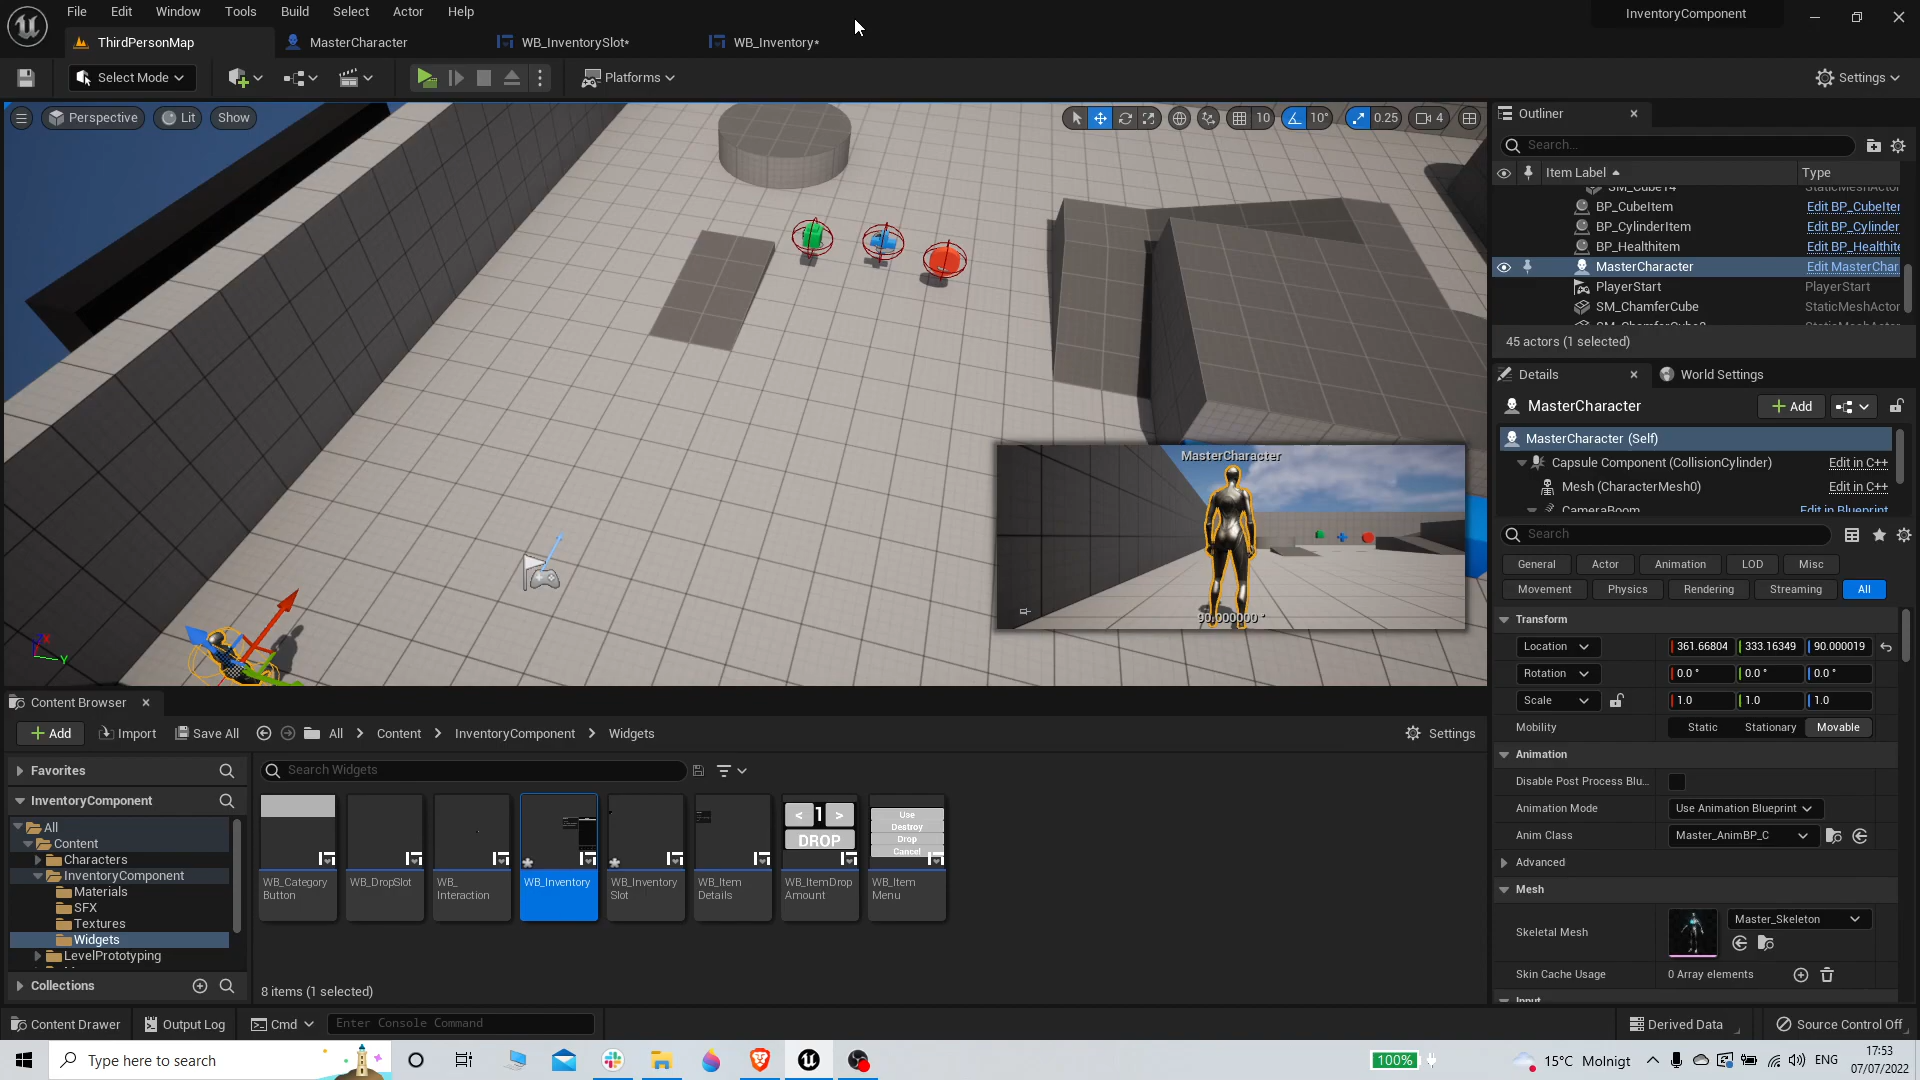 File Edit Window Tools Build Select Actor Help
InventoryComponent
ThirdPersonMap MasterCharacter WB_InventorySlot* WB_Inventory*
Select Mode Platforms Settings
Perspective Lit Show 10 10° 0.25 4
Outliner
Search...
Item Label Type
BP_CubeItem Edit BP_CubeIter
BP_CylinderItem Edit BP_Cylinder
BP_Healthitem Edit BP_Healthite
MasterCharacter Edit MasterChar
PlayerStart PlayerStart
SM_ChamferCube StaticMeshActo
45 actors (1 selected)
Details World Settings
MasterCharacter Add
MasterCharacter (Self)
Capsule Component (CollisionCylinder) Edit in C++
Mesh (CharacterMesh0) Edit in C++
CameraBoom Edit in Blueprint
Search
General Actor Animation LOD Misc
Movement Physics Rendering Streaming All
Transform
Location 361.66804 333.16349 90.000019
Rotation 0.0 ° 0.0 ° 0.0 °
Scale 1.0 1.0 1.0
Mobility Static Stationary Movable
Animation
Disable Post Process Blu...
Animation Mode Use Animation Blueprint
Anim Class Master_AnimBP_C
Advanced
Mesh
Skeletal Mesh Master_Skeleton
Skin Cache Usage 0 Array elements
Input
MasterCharacter
90.000000 °
X
Y
Content Browser
Add Import Save All All Content InventoryComponent Widgets Settings
Favorites
InventoryComponent
All
Content
Characters
InventoryComponent
Materials
SFX
Textures
Widgets
LevelPrototyping
Collections
Search Widgets
< 1 >
DROP
Use
Destroy
Drop
Cancel
WB_Category
Button
WB_DropSlot
WB_
Interaction
WB_Inventory
WB_Inventory
Slot
WB_Item
Details
WB_ItemDrop
Amount
WB_Item
Menu
8 items (1 selected)
Content Drawer Output Log Cmd Enter Console Command Derived Data Source Control Off
Type here to search 100% 15°C Molnigt ENG 17:53
07/07/2022